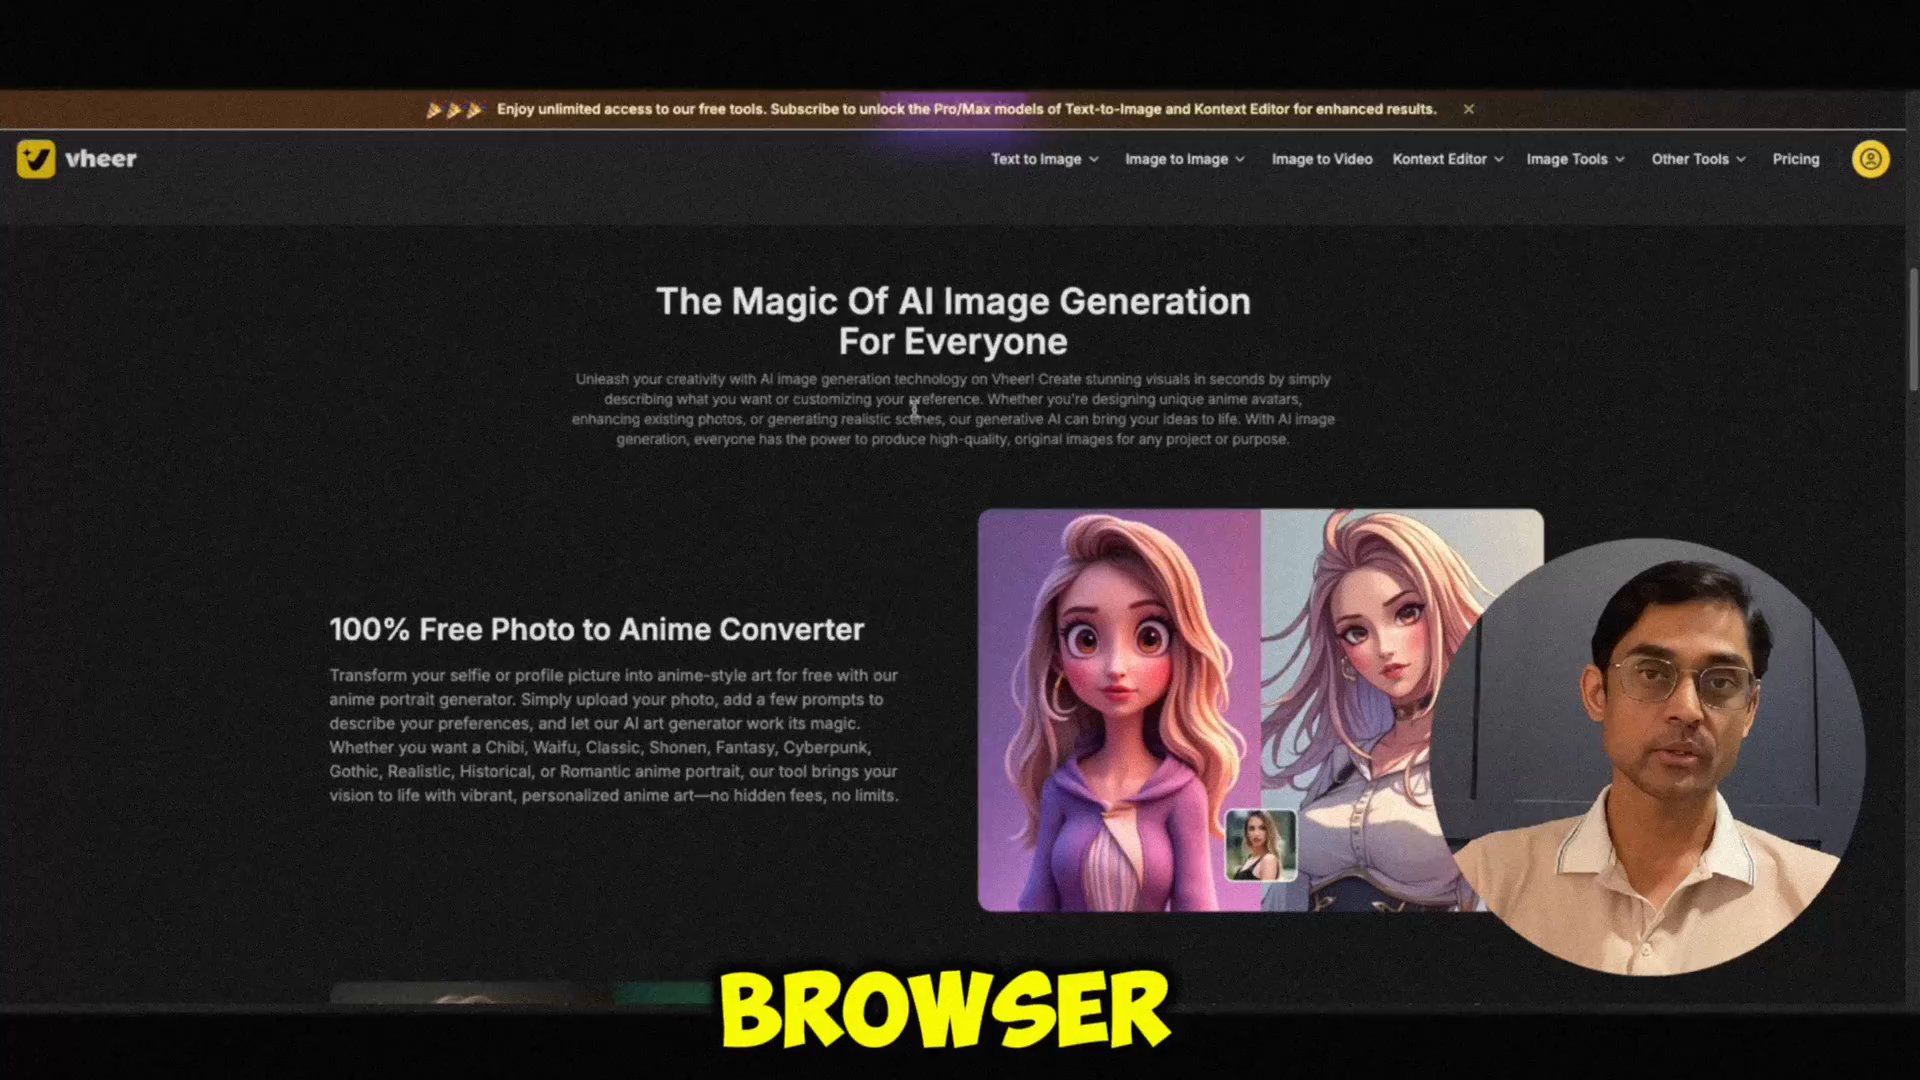 Enjoy unlimited access to our free tools. Subscribe to unlock the Pro/Max models of Text-to-Image and Kontext Editor for enhanced results.
vheer
Text to Image
Image to Image
Image to Video
Kontext Editor
Image Tools
Other Tools
Pricing
The Magic Of AI Image Generation
For Everyone
Unleash your creativity with AI image generation technology on Vheer! Create stunning visuals in seconds by simply
describing what you want or customizing your preference. Whether you're designing unique anime avatars,
enhancing existing photos, or generating realistic scenes, our generative AI can bring your ideas to life. With AI image
generation, everyone has the power to produce high-quality, original images for any project or purpose.
100% Free Photo to Anime Converter
Transform your selfie or profile picture into anime-style art for free with our
anime portrait generator. Simply upload your photo, add a few prompts to
describe your preferences, and let our AI art generator work its magic.
Whether you want a Chibi, Waifu, Classic, Shonen, Fantasy, Cyberpunk,
Gothic, Realistic, Historical, or Romantic anime portrait, our tool brings your
vision to life with vibrant, personalized anime art—no hidden fees, no limits.
BROWSER